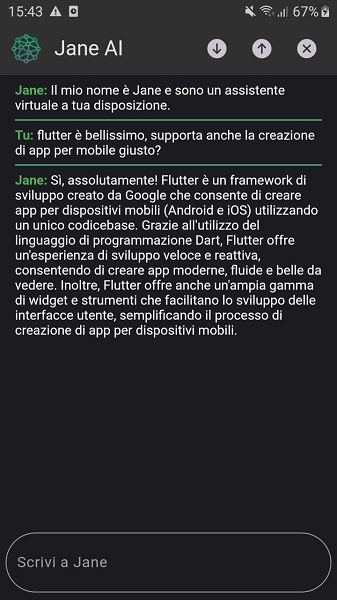 15:43 67%
Jane AI
Jane: Il mio nome è Jane e sono un assistente
virtuale a tua disposizione.
Tu: flutter è bellissimo, supporta anche la creazione
di app per mobile giusto?
Jane: Sì, assolutamente! Flutter è un framework di
sviluppo creato da Google che consente di creare
app per dispositivi mobili (Android e iOS) utilizzando
un unico codicebase. Grazie all'utilizzo del
linguaggio di programmazione Dart, Flutter offre
un'esperienza di sviluppo veloce e reattiva,
consentendo di creare app moderne, fluide e belle da
vedere. Inoltre, Flutter offre anche un'ampia gamma
di widget e strumenti che facilitano lo sviluppo delle
interfacce utente, semplificando il processo di
creazione di app per dispositivi mobili.
Scrivi a Jane